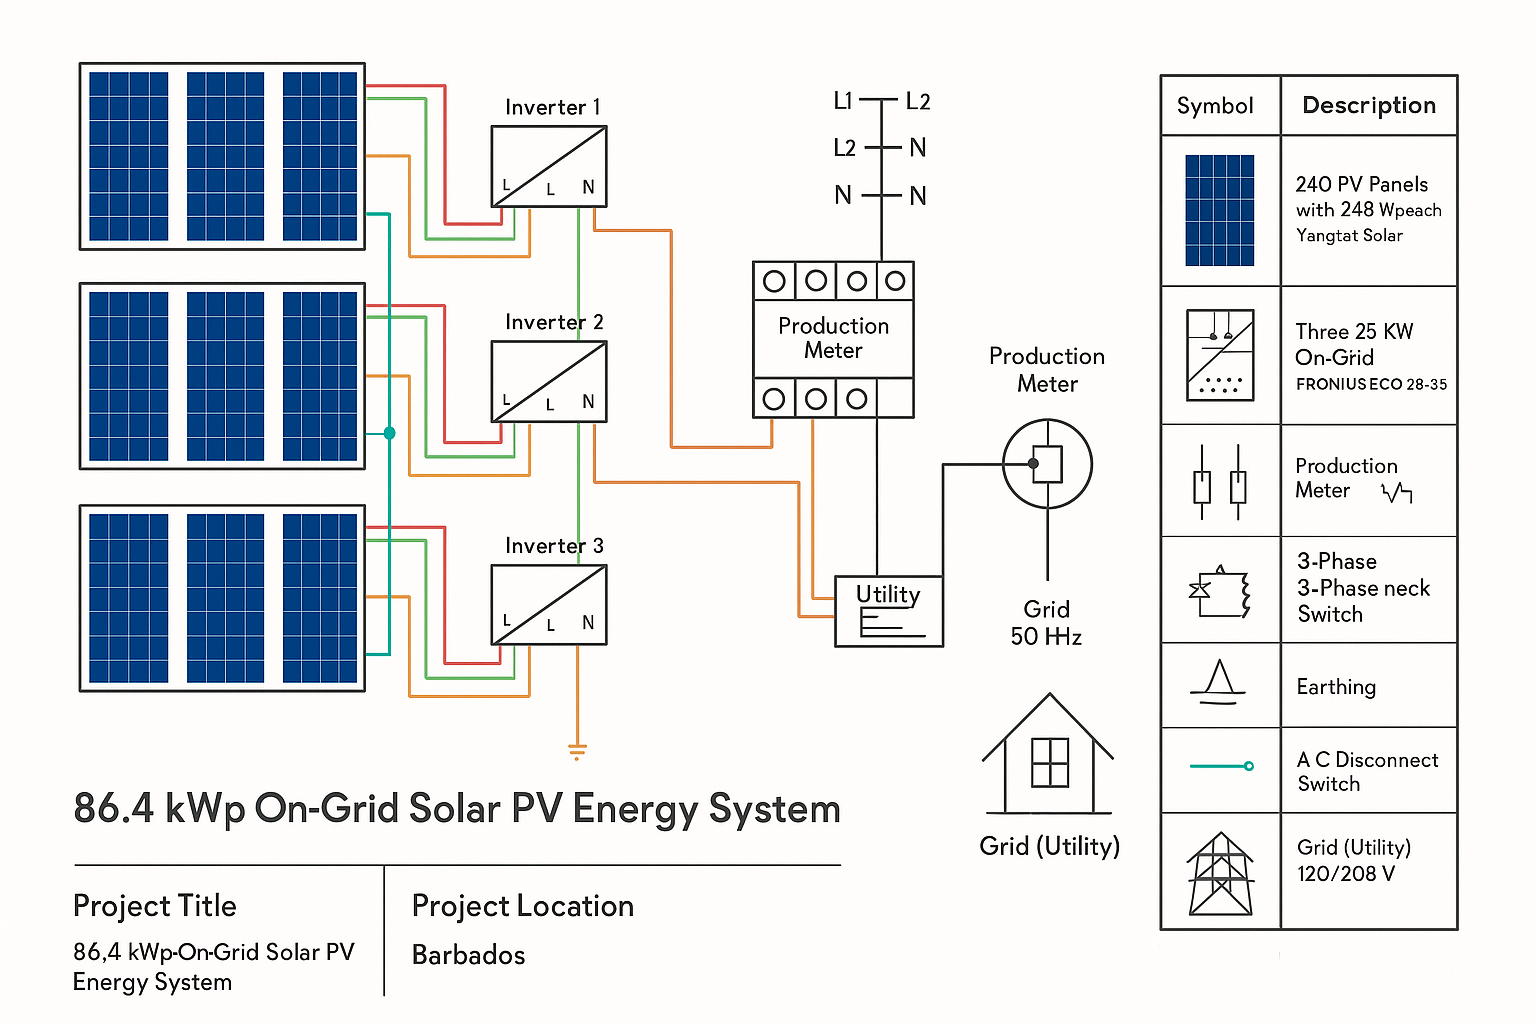 Inverter 1
L L N
Inverter 2
L L N
Inverter 3
L L N
L1 L2
L2 N
N N
Production
Meter
Utility
Production
Meter
Grid
50 HHz
Grid (Utility)
Symbol Description
240 PV Panels
with 248 Wpeach
Yangtat Solar
Three 25 KW
On-Grid
FRONIUS ECO 28-35
Production
Meter
3-Phase
3-Phase neck
Switch
Earthing
A C Disconnect
Switch
Grid (Utility)
120/208 V
86.4 kWp On-Grid Solar PV Energy System
Project Title
86,4 kWp-On-Grid Solar PV
Energy System
Project Location
Barbados